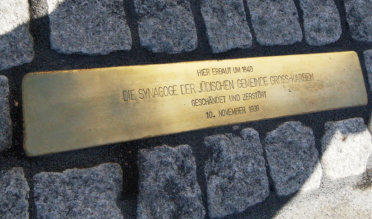 HIER ERBAUT UM 1840
DIE SYNAGOGE DER JÜDISCHEN GEMEINDE GROSS-KARBEN
GESCHÄNDET UND ZERSTÖRT
10. NOVEMBER 1938